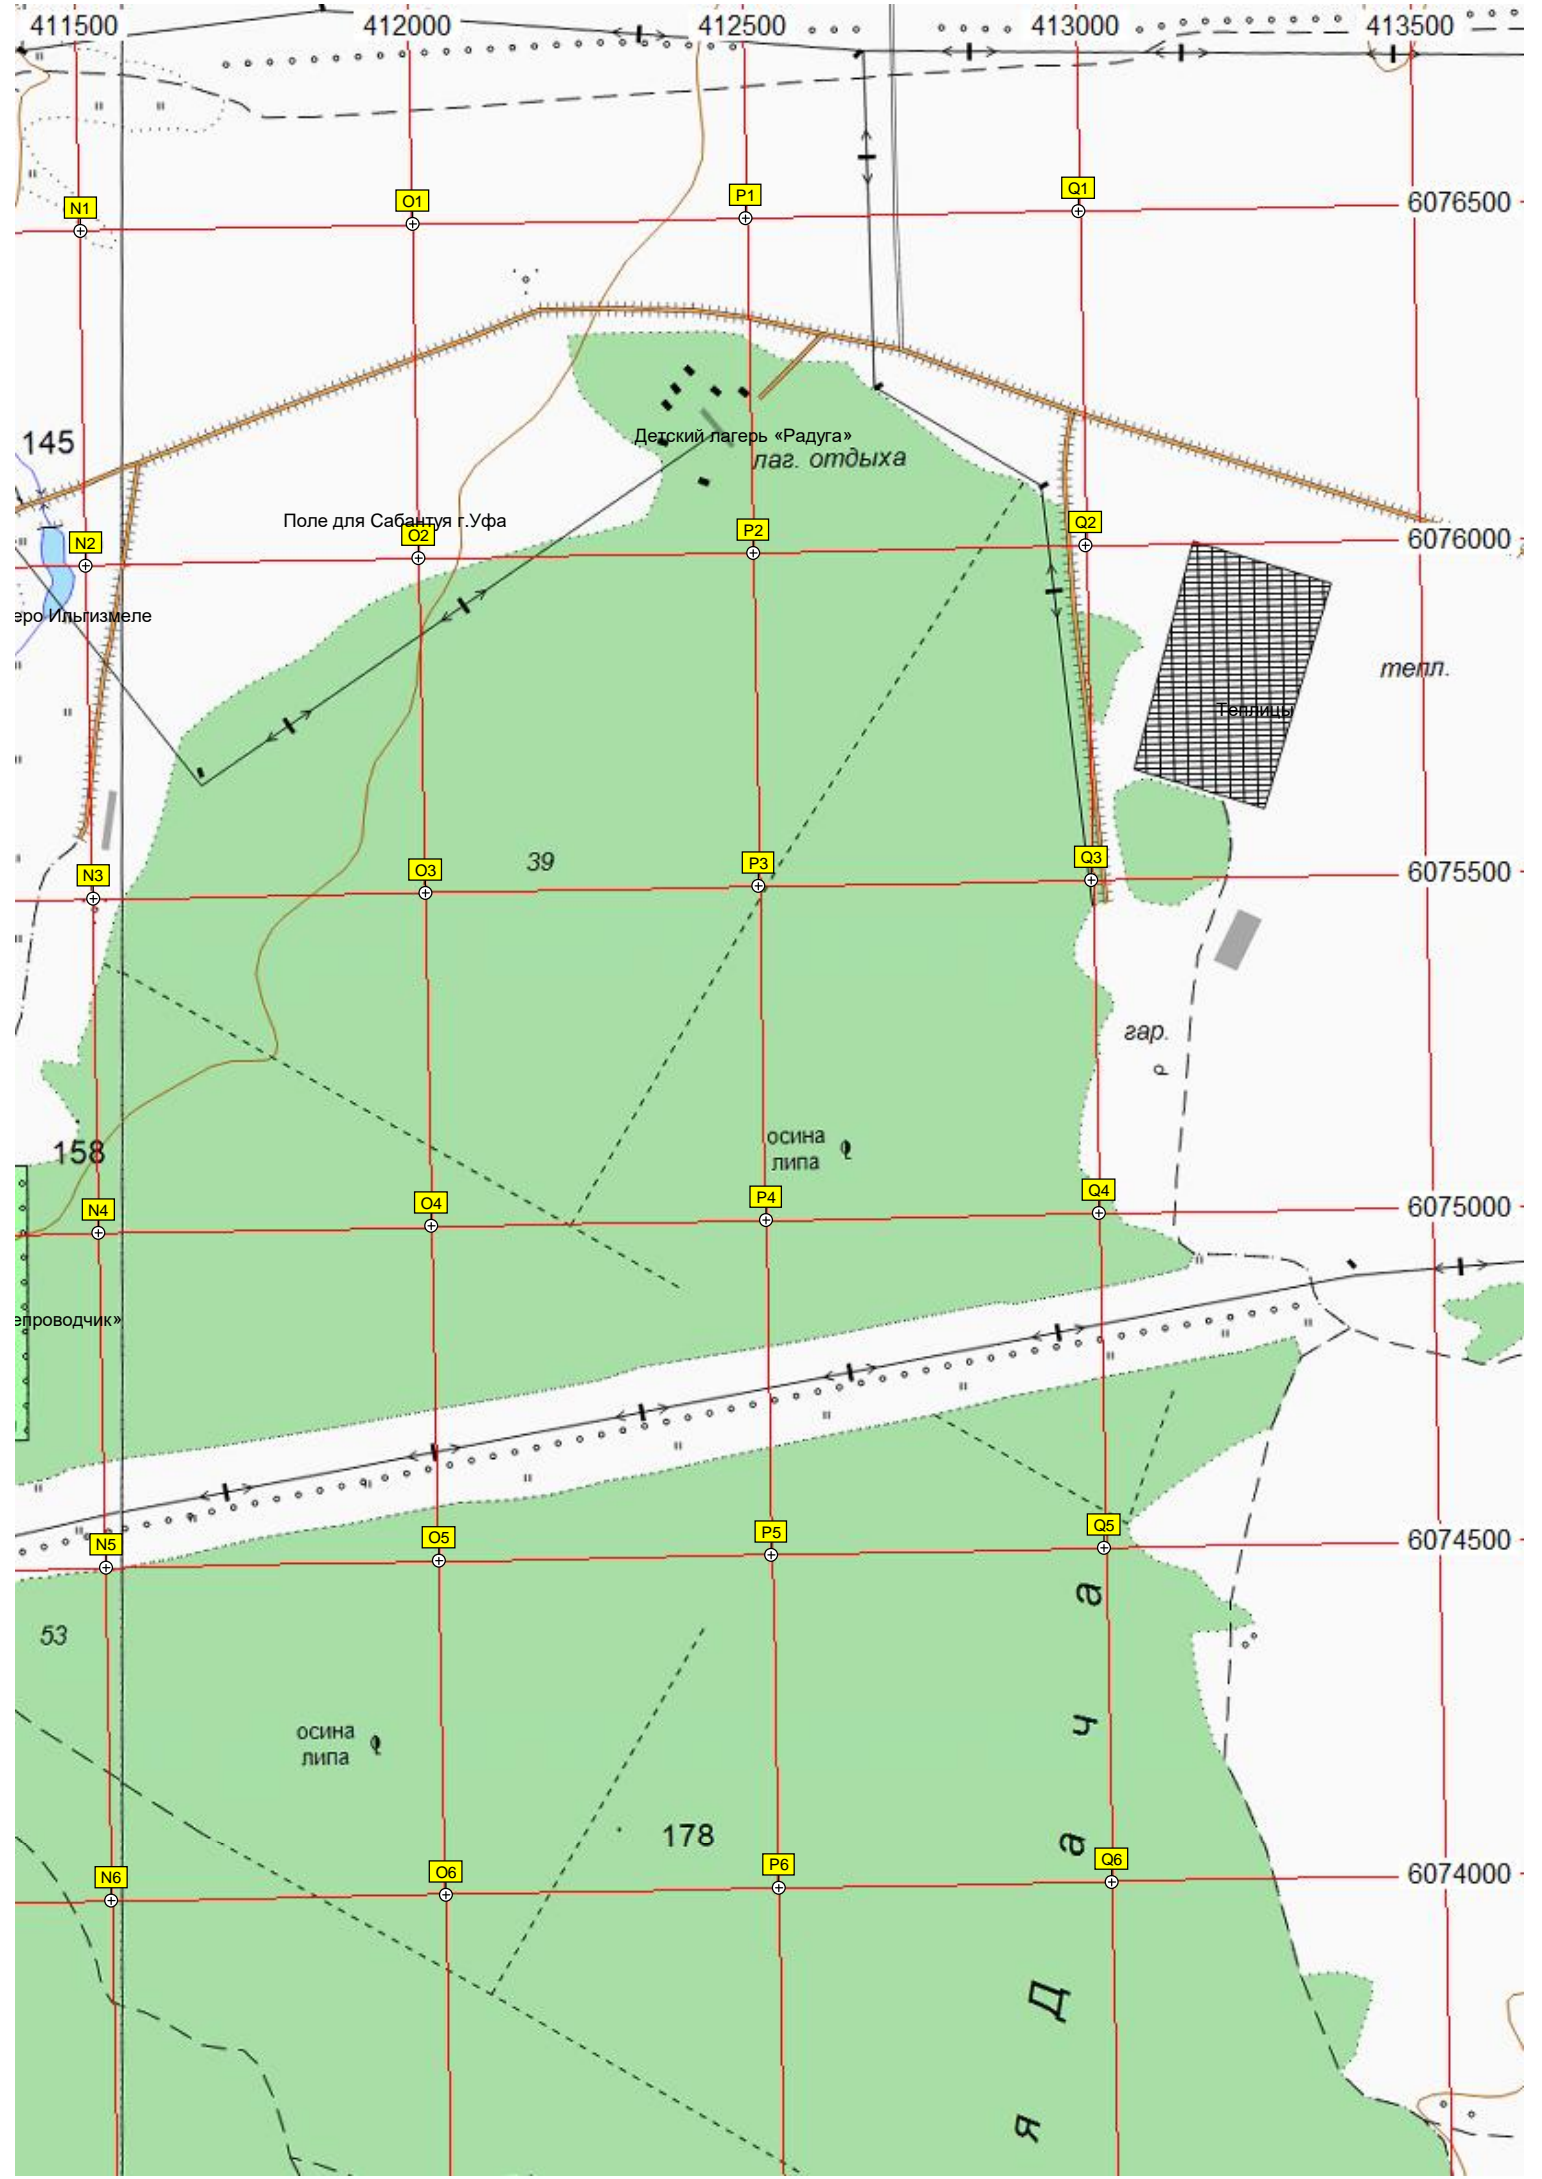 411500 412000 412500 413000 413500
N1 O1 P1 Q1 6076500
145
Детский лагерь «Радуга»
лаг. отдыха
Поле для Сабантуя г.Уфа
N2 O2 P2 Q2 6076000
еро Ильгизмеле
тепл.
Теплицы
39
N3 O3 P3 Q3 6075500
гар.
осина
липа
158
N4 O4 P4 Q4 6075000
епроводчик»
N5 O5 P5 Q5 6074500
53
а
осина
липа
ч
178
а
N6 O6 P6 Q6 6074000
Д
я